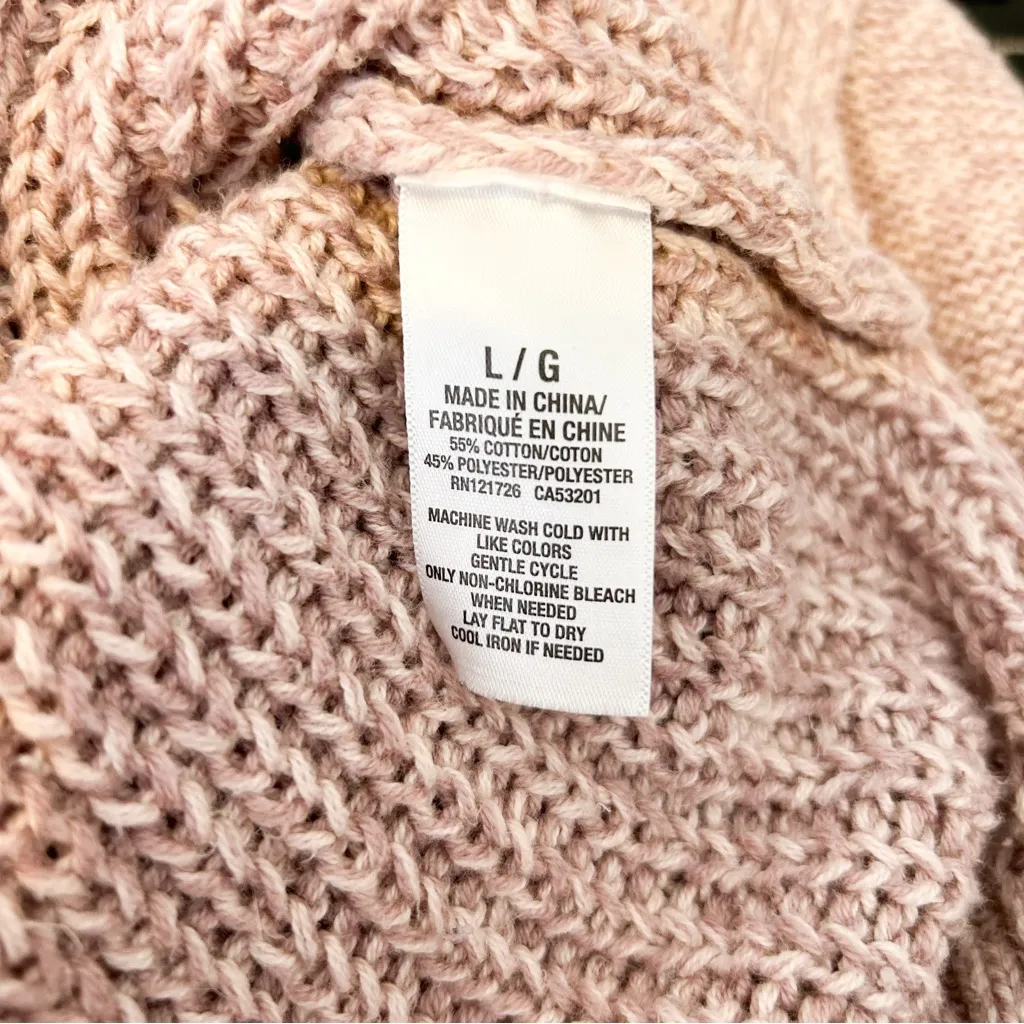 L / G
MADE IN CHINA/
FABRIQUÉ EN CHINE
55% COTTON/COTON
45% POLYESTER/POLYESTER
RN121726 CA53201
MACHINE WASH COLD WITH
LIKE COLORS
GENTLE CYCLE
ONLY NON-CHLORINE BLEACH
WHEN NEEDED
LAY FLAT TO DRY
COOL IRON IF NEEDED